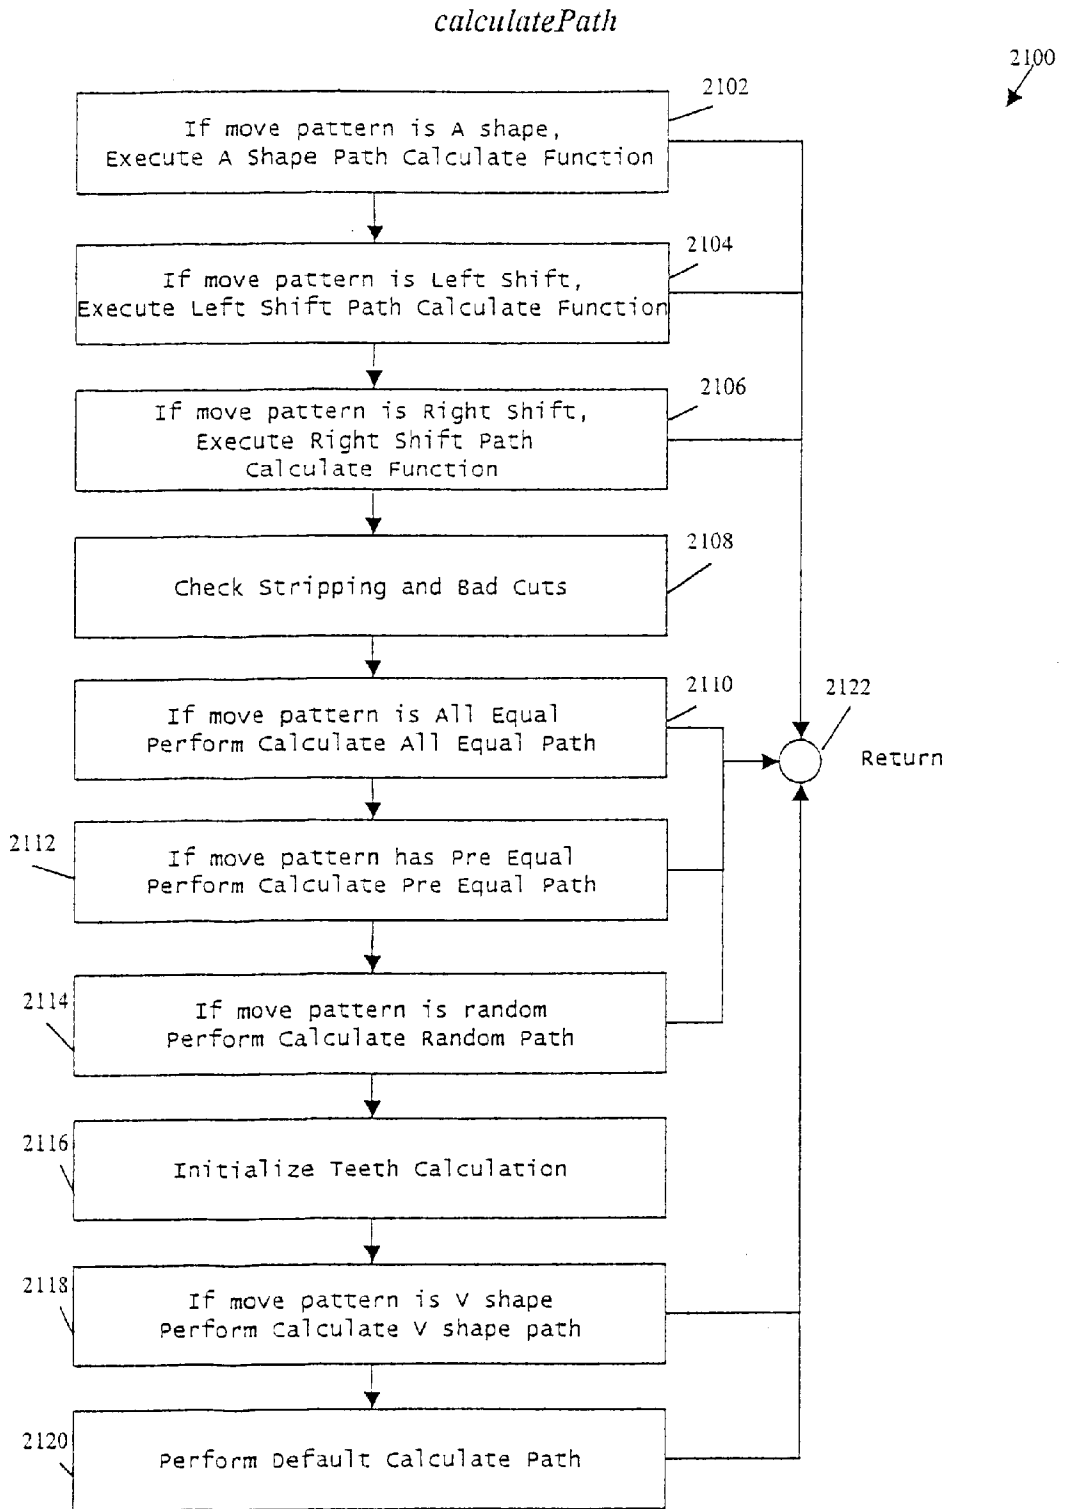 calculatePath
2100
2102
If move pattern is A shape,
Execute A Shape Path Calculate Function
2104
If move pattern is Left Shift,
Execute Left Shift Path Calculate Function
2106
If move pattern is Right Shift,
Execute Right Shift Path
Calculate Function
2108
Check Stripping and Bad Cuts
2110
If move pattern is All Equal
Perform Calculate All Equal Path
2122
Return
2112
If move pattern has Pre Equal
Perform Calculate Pre Equal Path
2114
If move pattern is random
Perform Calculate Random Path
2116
Initialize Teeth Calculation
2118
If move pattern is V shape
Perform Calculate V shape path
2120
Perform Default Calculate Path